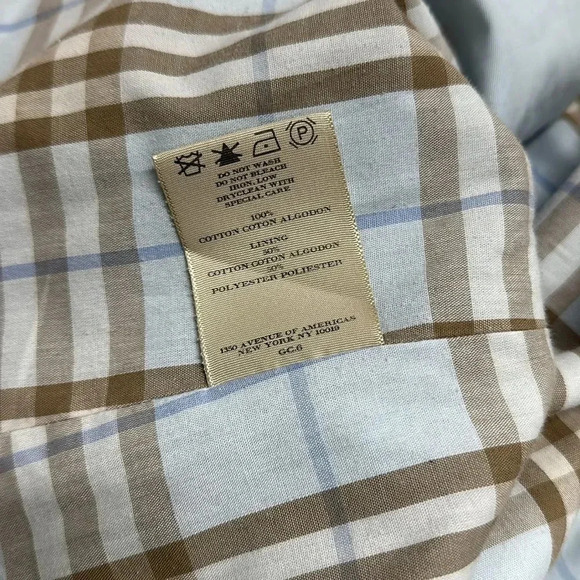 P
DO NOT WASH
DO NOT BLEACH
IRON, LOW
DRYCLEAN WITH
SPECIAL CARE
100%
COTTON COTON ALGODON
LINING
50%
COTTON COTON ALGODON
50%
POLYESTER POLIESTER
1350 AVENUE OF AMERICAS
NEW YORK NY 10019
GC.6